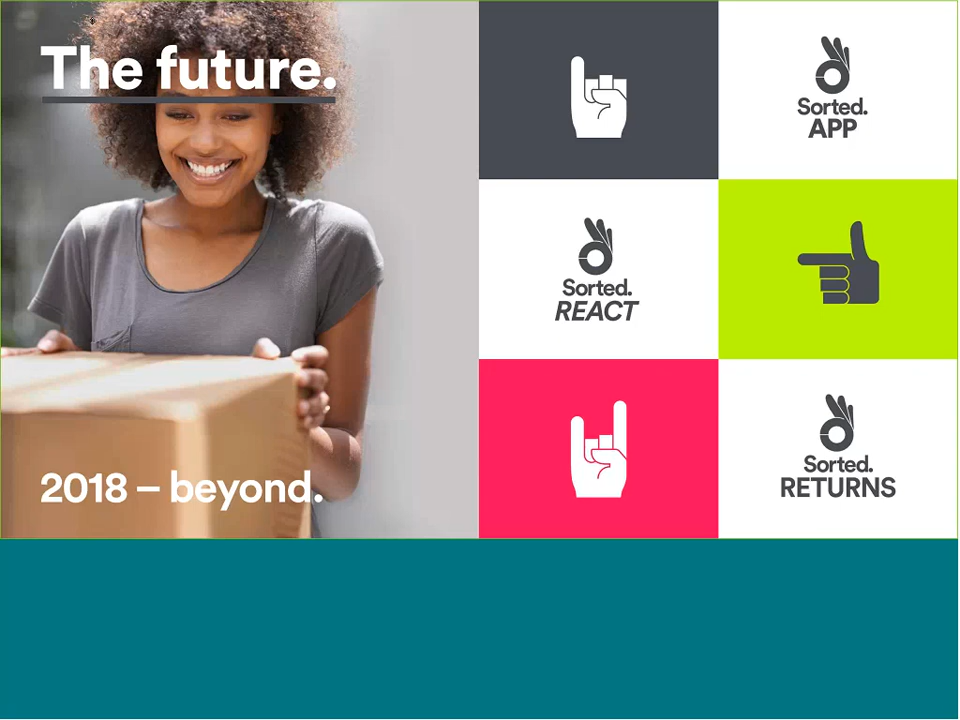 The future.
2018 – beyond.
Sorted.
APP
Sorted.
REACT
Sorted.
RETURNS